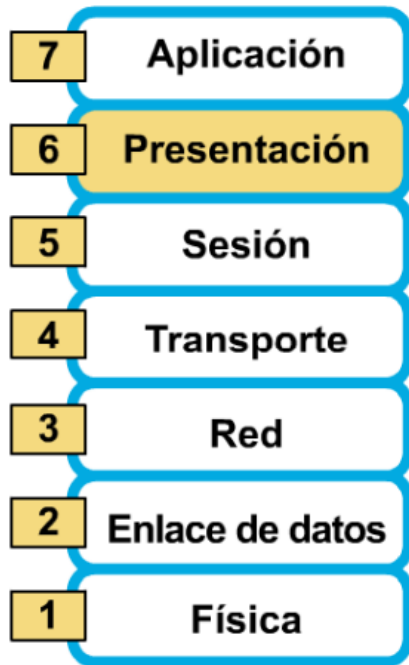 7 Aplicación
6 Presentación
5 Sesión
4 Transporte
3 Red
2 Enlace de datos
1 Física